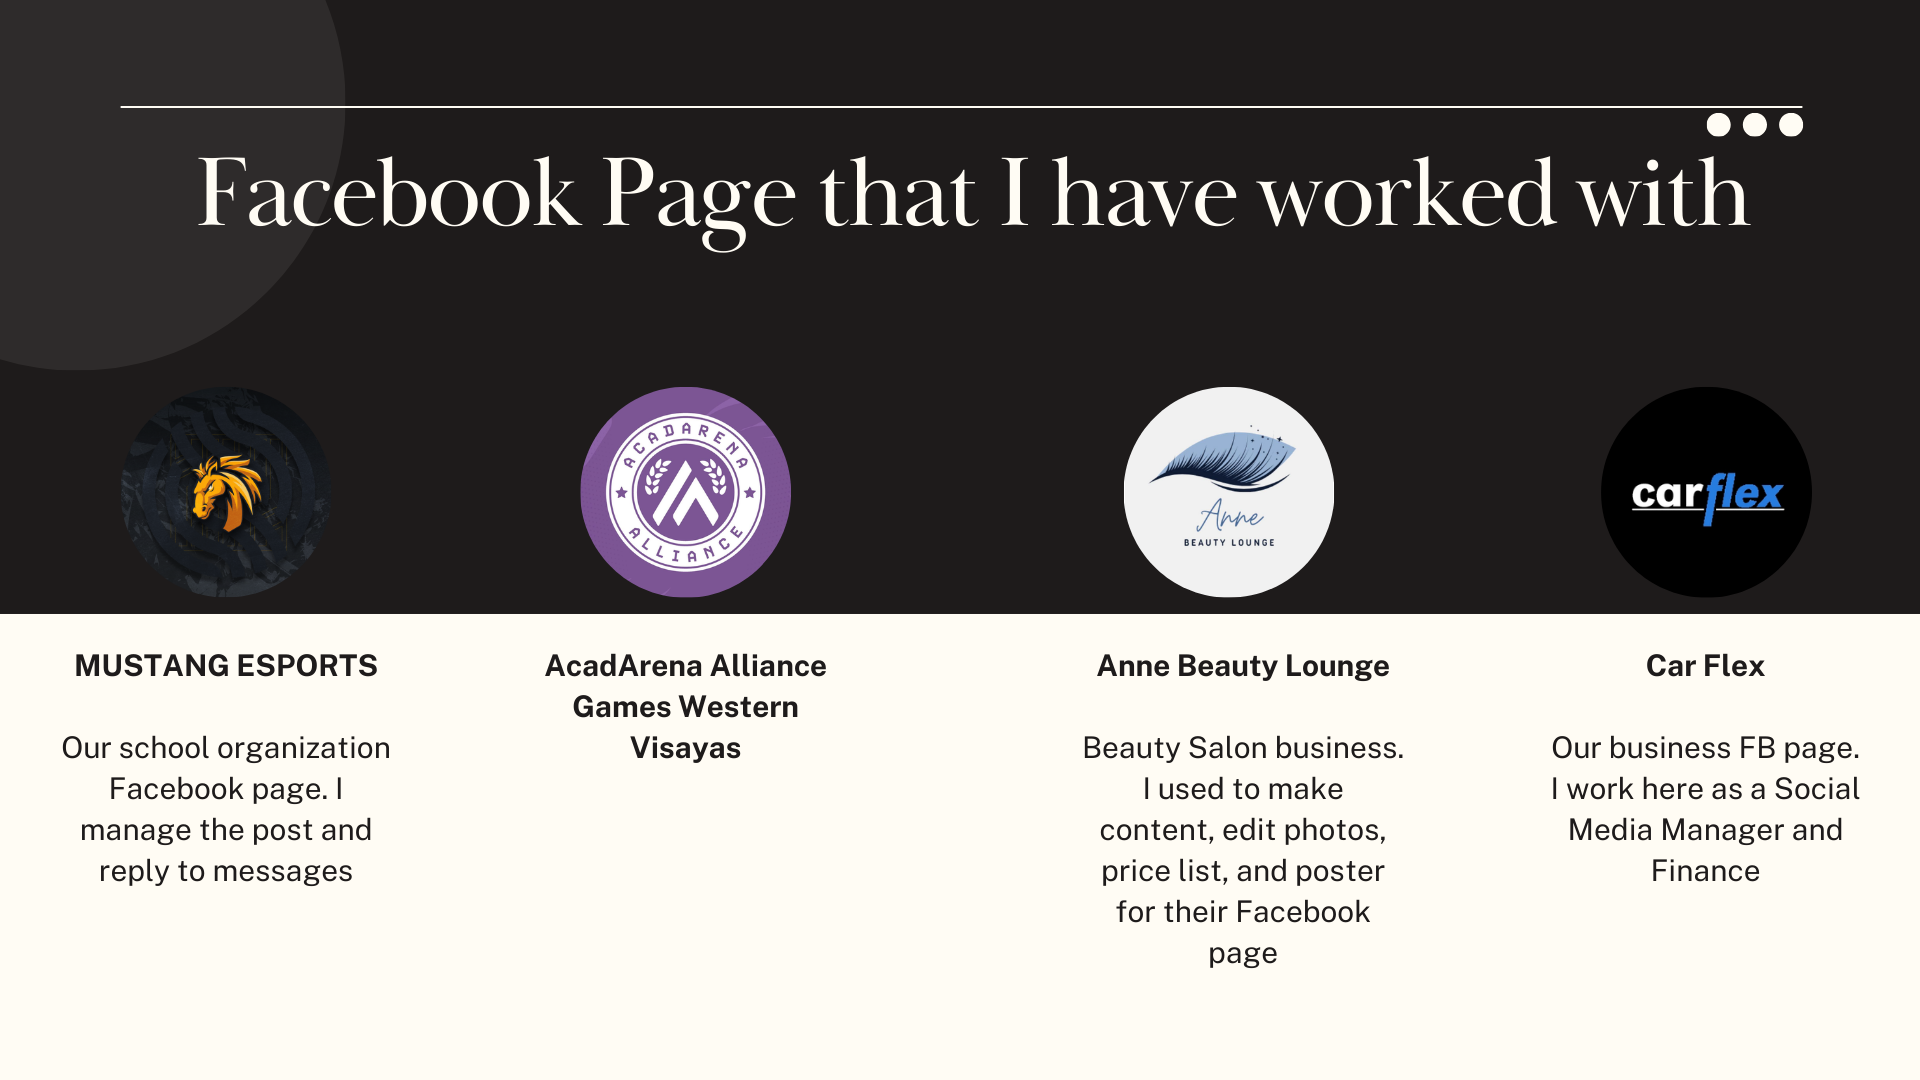 Facebook Page that I have worked with
ACADARENA
ALLIANCE
Anne
BEAUTY LOUNGE
carflex
MUSTANG ESPORTS
Our school organization
Facebook page. I
manage the post and
reply to messages
AcadArena Alliance
Games Western
Visayas
Anne Beauty Lounge
Beauty Salon business.
I used to make
content, edit photos,
price list, and poster
for their Facebook
page
Car Flex
Our business FB page.
I work here as a Social
Media Manager and
Finance